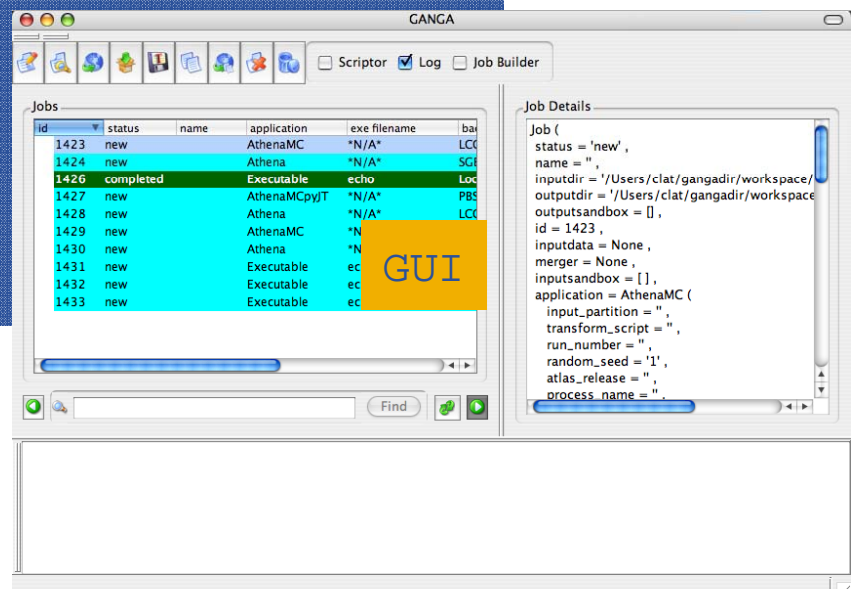 GANGA
Scriptor Log Job Builder
Jobs
id status name application exe filename
1423 new AthenaMC *N/A*
1424 new Athena *N/A*
1426 completed Executable echo
1427 new AthenaMCpyJT *N/A* PBS
1428 new Athena *N/A*
1429 new AthenaMC
1430 new Athena
1431 new Executable
1432 new Executable
1433 new Executable
GUI
Find
Job Details
Job (
status = 'new' ,
name = '' ,
inputdir = '/Users/clat/gangadir/workspace/
outputdir = '/Users/clat/gangadir/workspace
outputsandbox = [] ,
id = 1423 ,
inputdata = None ,
merger = None ,
inputsandbox = [ ] ,
application = AthenaMC (
input_partition = '' ,
transform_script = '' ,
run_number = '' ,
random_seed = '1' ,
atlas_release = '' ,
process_name = '' ,